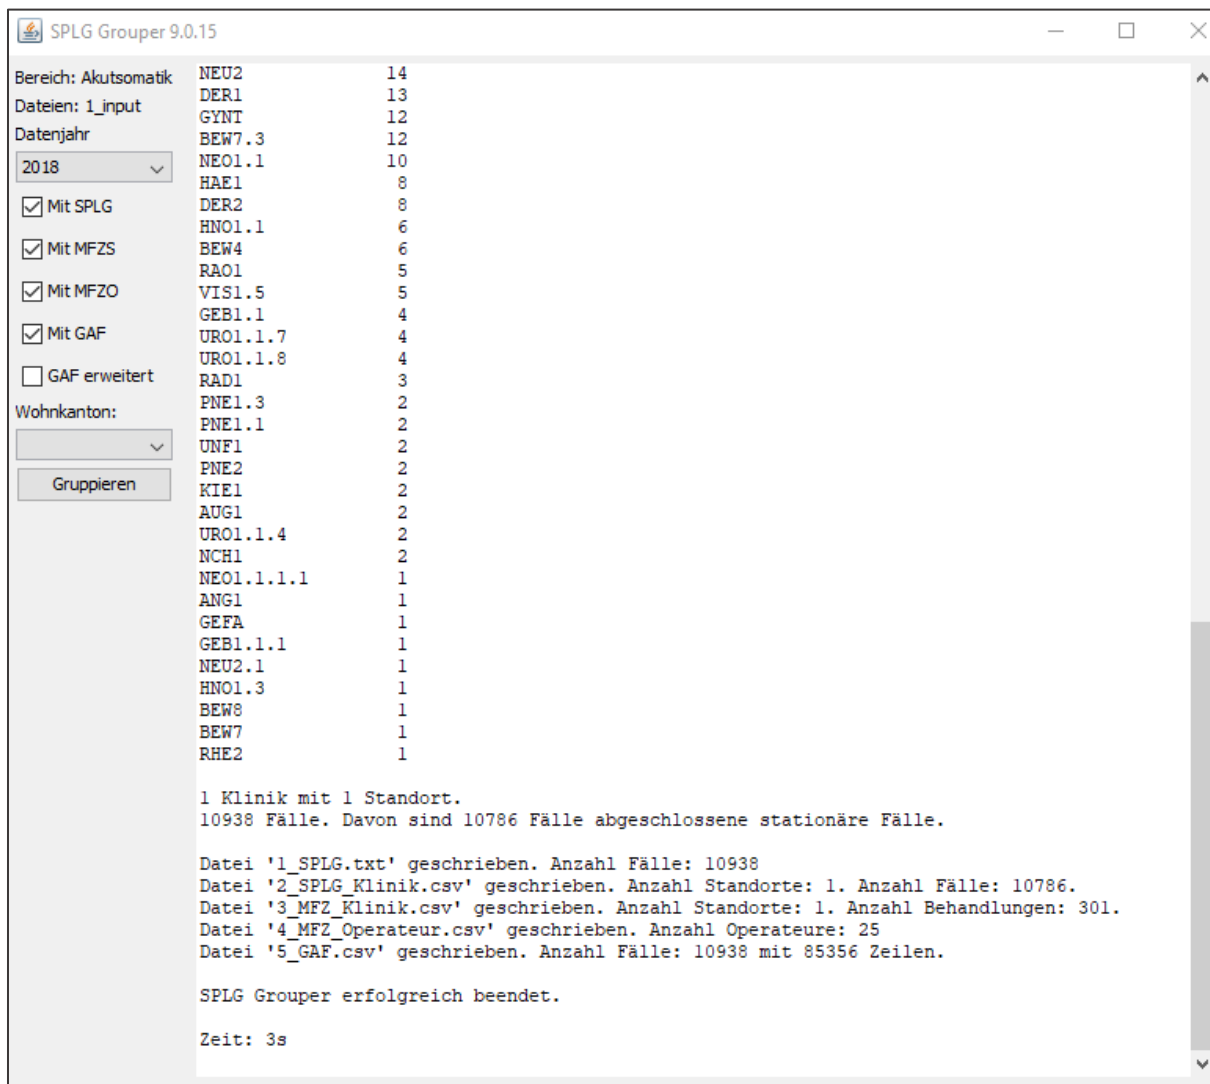 SPLG Grouper 9.0.15
Bereich: Akutsomatik
Dateien: 1_input
Datenjahr
2018
Mit SPLG
Mit MFZS
Mit MFZO
Mit GAF
GAF erweitert
Wohnkanton:
Gruppieren
NEU2 14
DER1 13
GYNT 12
BEW7.3 12
NEO1.1 10
HAE1 8
DER2 8
HNO1.1 6
BEW4 6
RAO1 5
VIS1.5 5
GEB1.1 4
URO1.1.7 4
URO1.1.8 4
RAD1 3
PNE1.3 2
PNE1.1 2
UNF1 2
PNE2 2
KIE1 2
AUG1 2
URO1.1.4 2
NCH1 2
NEO1.1.1.1 1
ANG1 1
GEFA 1
GEB1.1.1 1
NEU2.1 1
HNO1.3 1
BEW8 1
BEW7 1
RHE2 1
1 Klinik mit 1 Standort.
10938 Fälle. Davon sind 10786 Fälle abgeschlossene stationäre Fälle.
Datei '1_SPLG.txt' geschrieben. Anzahl Fälle: 10938
Datei '2_SPLG_Klinik.csv' geschrieben. Anzahl Standorte: 1. Anzahl Fälle: 10786.
Datei '3_MFZ_Klinik.csv' geschrieben. Anzahl Standorte: 1. Anzahl Behandlungen: 301.
Datei '4_MFZ_Operateur.csv' geschrieben. Anzahl Operateure: 25
Datei '5_GAF.csv' geschrieben. Anzahl Fälle: 10938 mit 85356 Zeilen.
SPLG Grouper erfolgreich beendet.
Zeit: 3s